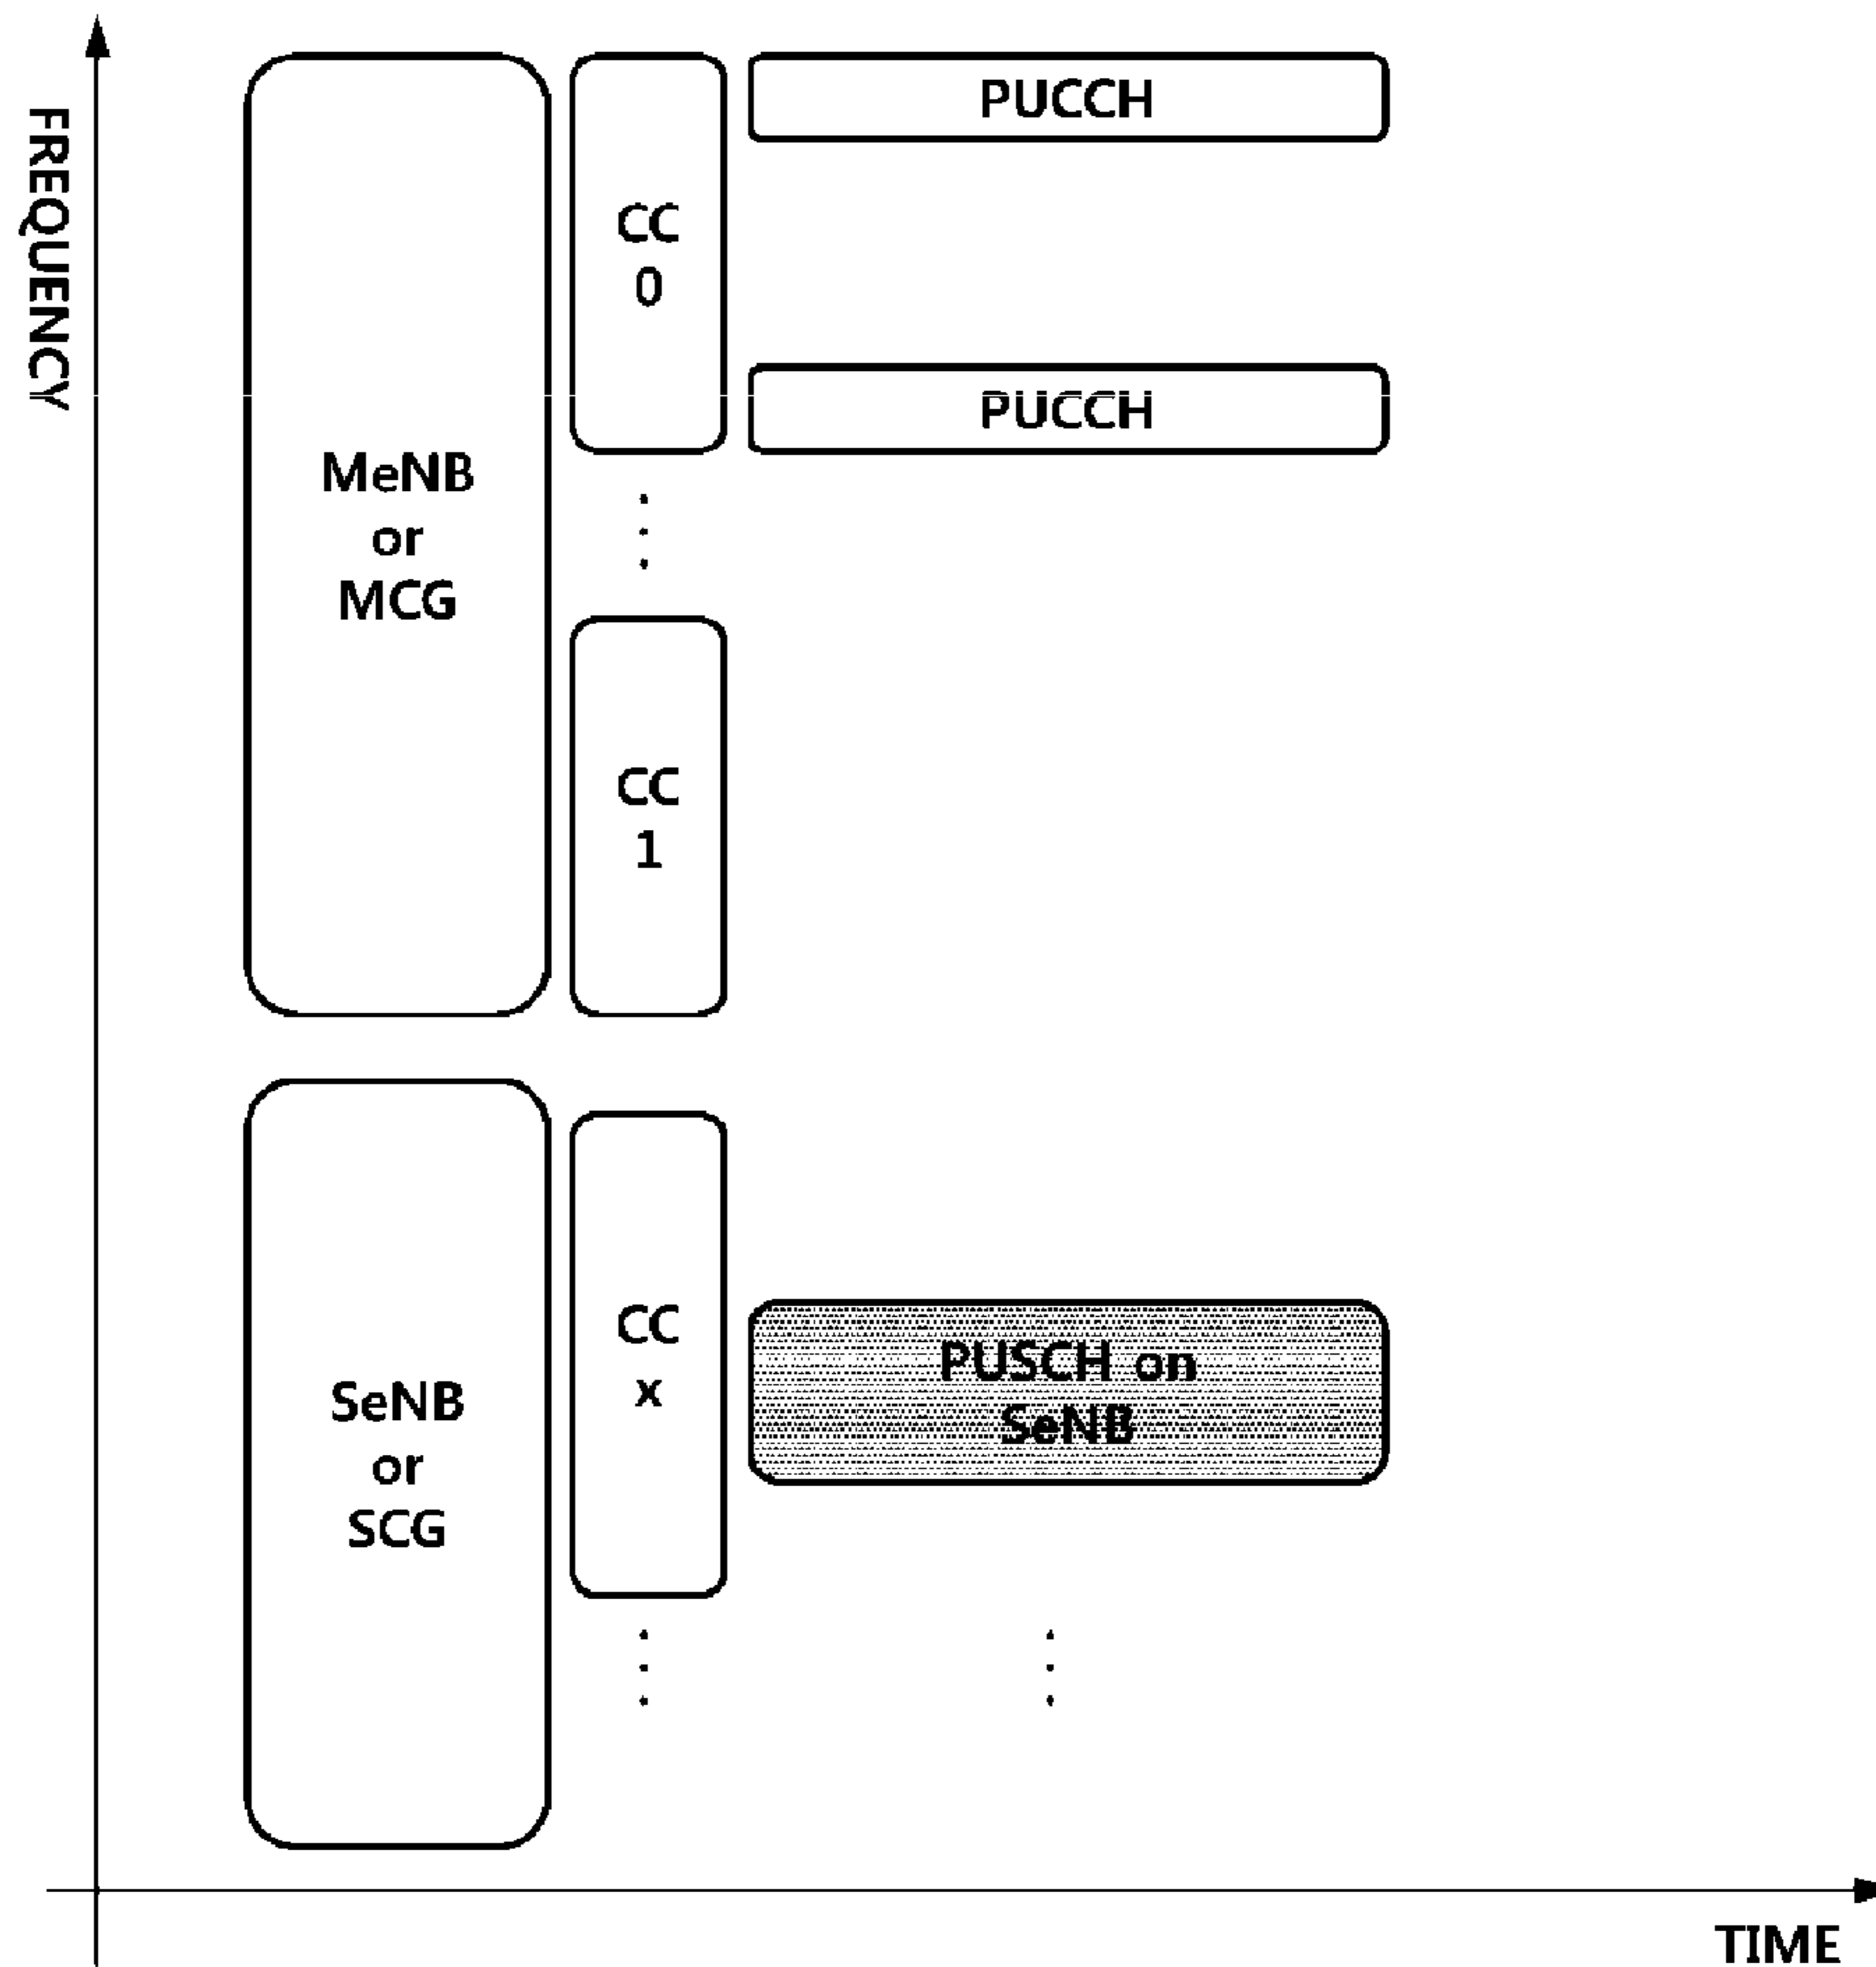 FREQUENCY
MeNB
or
MCG
CC
0
PUCCH
PUCCH
CC
1
SeNB
or
SCG
CC
x
PUSCH on
SeNB
TIME